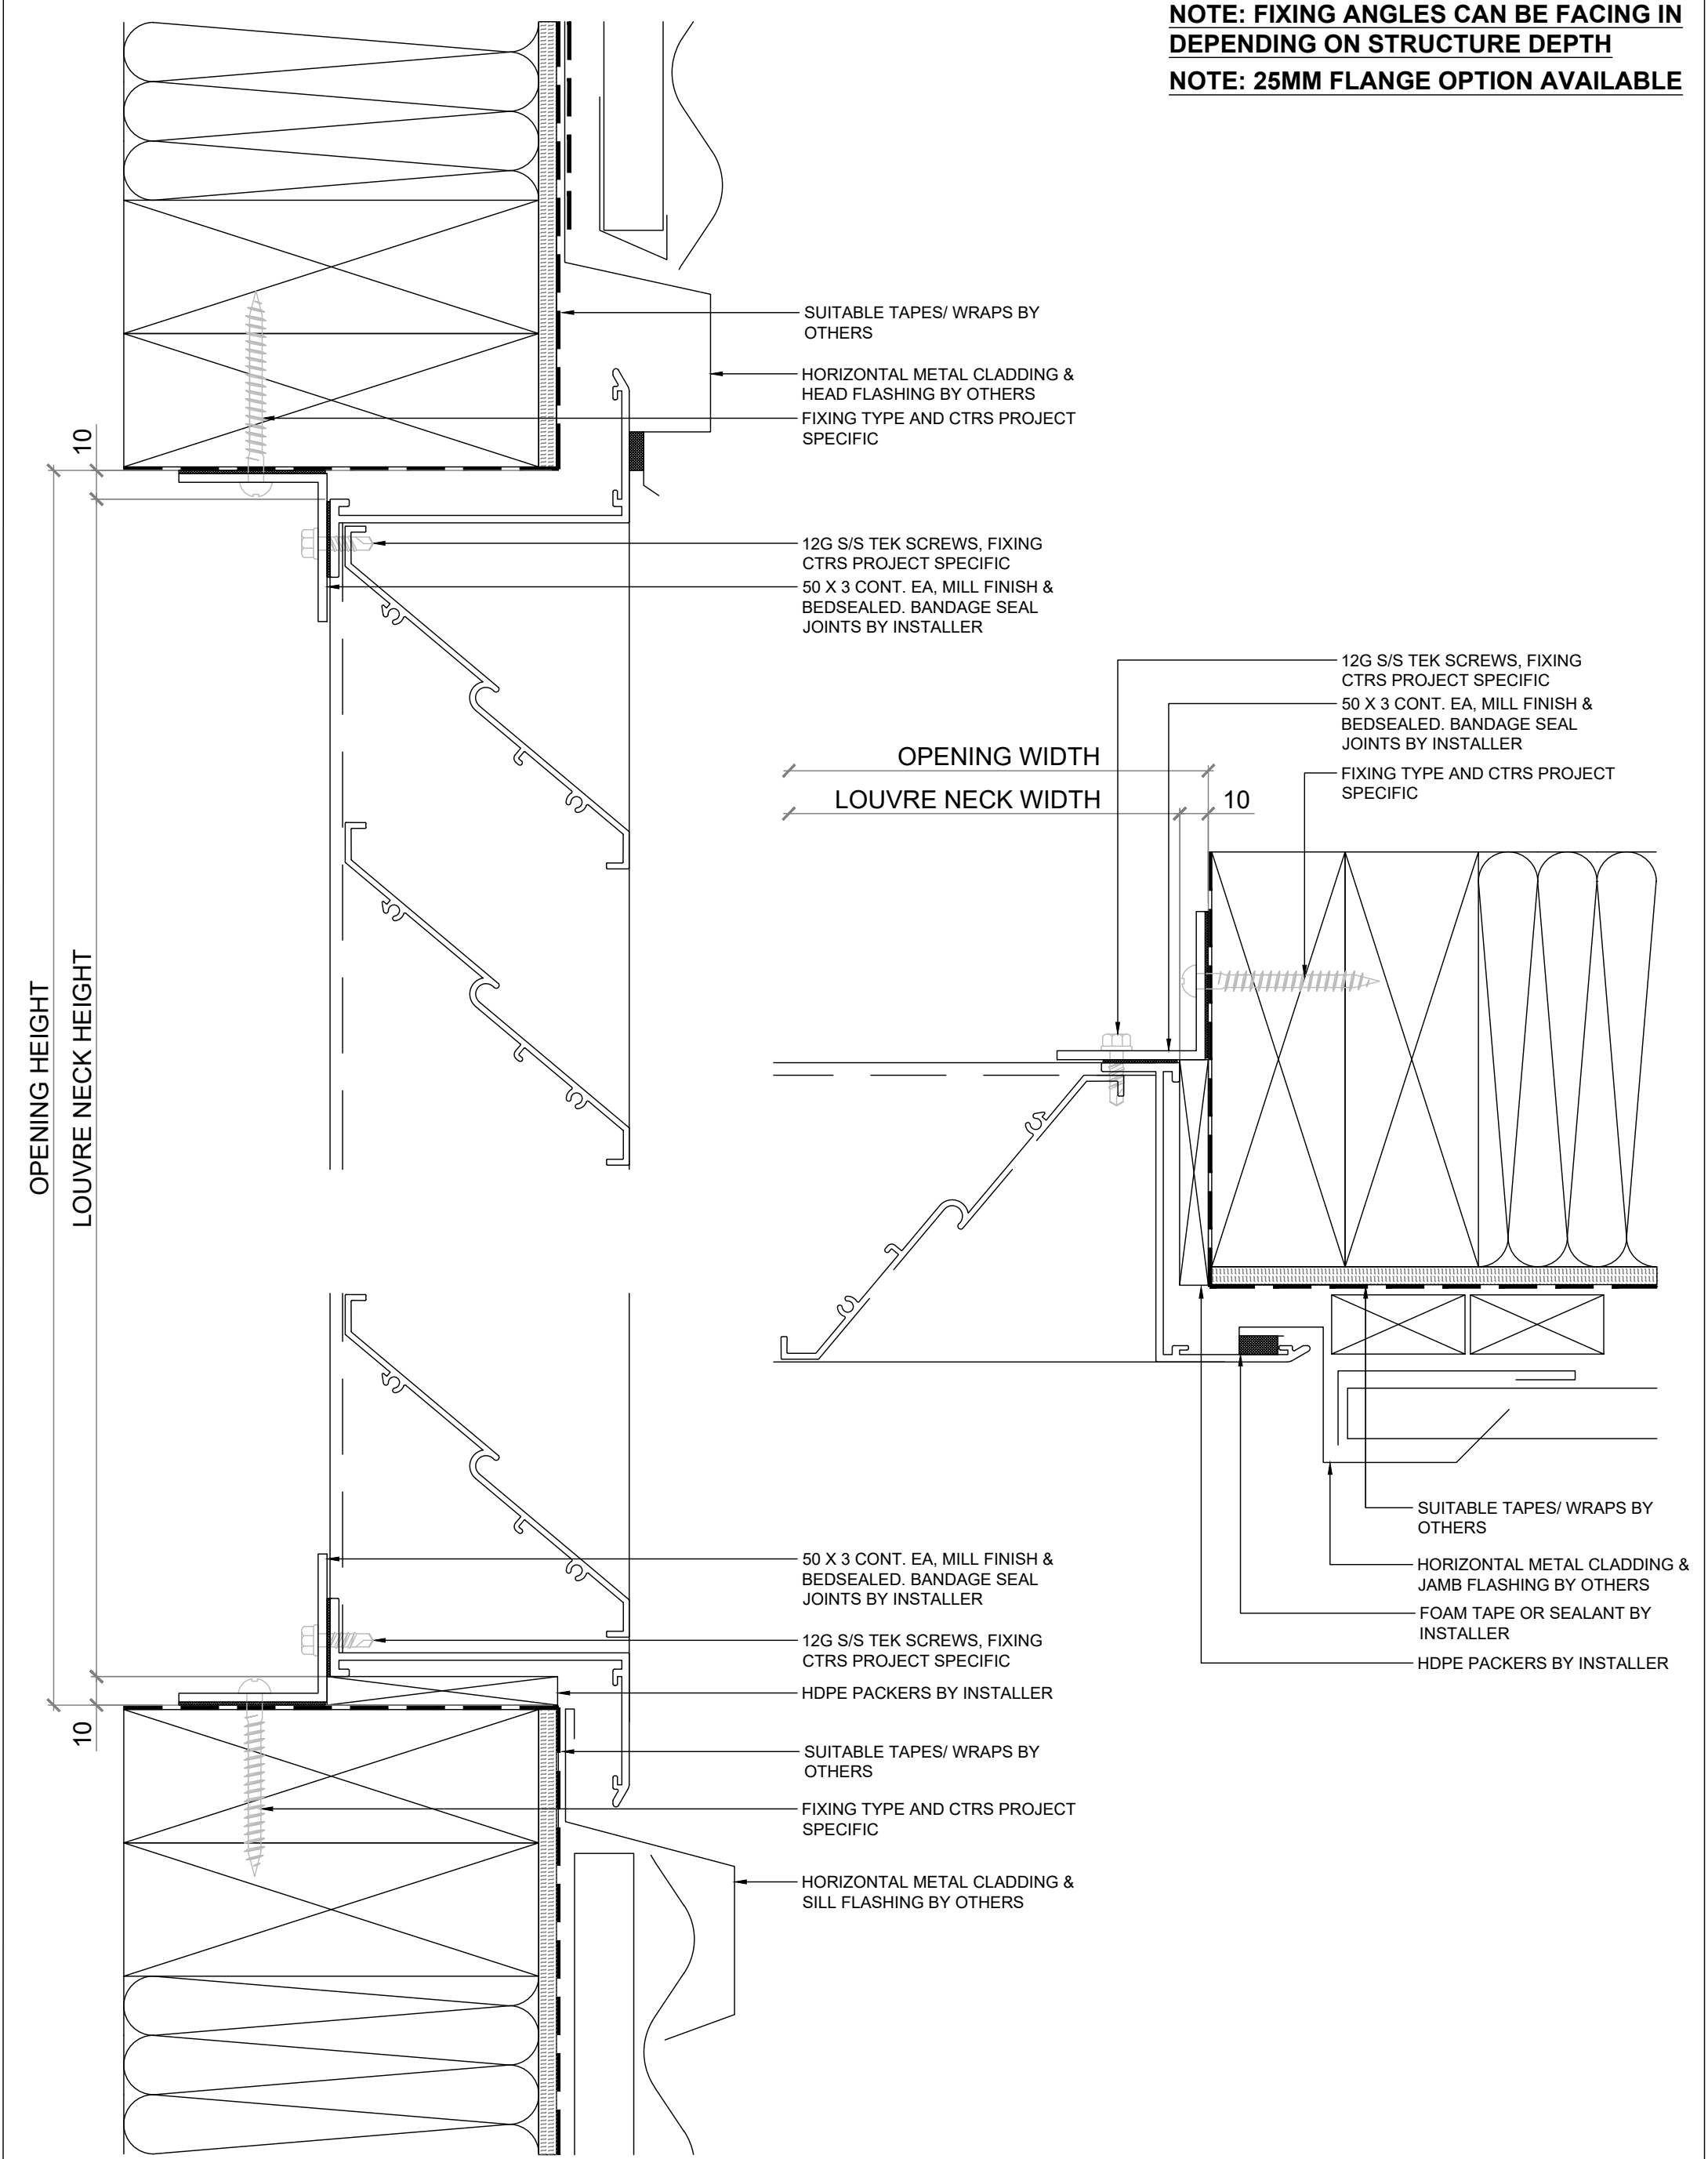 NOTE: FIXING ANGLES CAN BE FACING IN
DEPENDING ON STRUCTURE DEPTH
NOTE: 25MM FLANGE OPTION AVAILABLE
SUITABLE TAPES/ WRAPS BY
OTHERS
HORIZONTAL METAL CLADDING &
HEAD FLASHING BY OTHERS
FIXING TYPE AND CTRS PROJECT
SPECIFIC
10
12G S/S TEK SCREWS, FIXING
CTRS PROJECT SPECIFIC
50 X 3 CONT. EA, MILL FINISH &
BEDSEALED. BANDAGE SEAL
JOINTS BY INSTALLER
OPENING HEIGHT
LOUVRE NECK HEIGHT
12G S/S TEK SCREWS, FIXING
CTRS PROJECT SPECIFIC
50 X 3 CONT. EA, MILL FINISH &
BEDSEALED. BANDAGE SEAL
JOINTS BY INSTALLER
FIXING TYPE AND CTRS PROJECT
SPECIFIC
OPENING WIDTH
LOUVRE NECK WIDTH
10
SUITABLE TAPES/ WRAPS BY
OTHERS
HORIZONTAL METAL CLADDING &
JAMB FLASHING BY OTHERS
FOAM TAPE OR SEALANT BY
INSTALLER
HDPE PACKERS BY INSTALLER
50 X 3 CONT. EA, MILL FINISH &
BEDSEALED. BANDAGE SEAL
JOINTS BY INSTALLER
12G S/S TEK SCREWS, FIXING
CTRS PROJECT SPECIFIC
HDPE PACKERS BY INSTALLER
10
SUITABLE TAPES/ WRAPS BY
OTHERS
FIXING TYPE AND CTRS PROJECT
SPECIFIC
HORIZONTAL METAL CLADDING &
SILL FLASHING BY OTHERS